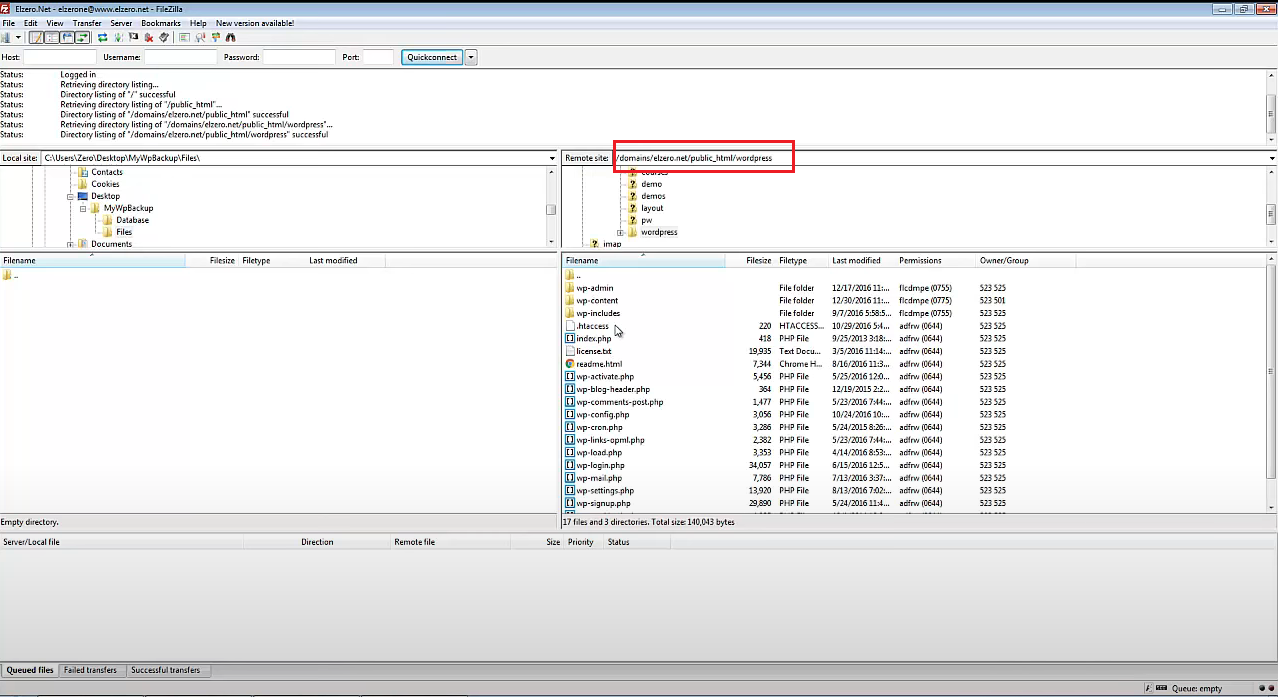 Elzero.Net - elzerone@www.elzero.net - FileZilla
File Edit View Transfer Server Bookmarks Help New version available!
Host: Username: Password: Port: Quickconnect
Status: Logged in
Status: Retrieving directory listing...
Status: Directory listing of "/" successful
Status: Retrieving directory listing of "/public_html"...
Status: Directory listing of "/domains/elzero.net/public_html" successful
Status: Retrieving directory listing of "/domains/elzero.net/public_html/wordpress"...
Status: Directory listing of "/domains/elzero.net/public_html/wordpress" successful
Local site: C:\Users\Zero\Desktop\MyWpBackup\Files\
Contacts
Cookies
Desktop
MyWpBackup
Database
Files
Documents
Remote site: /domains/elzero.net/public_html/wordpress
courses
demo
demos
layout
pw
wordpress
imap
Filename Filesize Filetype Last modified
..
Empty directory.
Filename Filesize Filetype Last modified Permissions Owner/Group
..
wp-admin File folder 12/17/2016 11:... flcdmpe (0755) 523 525
wp-content File folder 12/30/2016 11:... flcdmpe (0775) 523 501
wp-includes File folder 9/7/2016 5:58:5... flcdmpe (0755) 523 525
.htaccess 220 HTACCESS... 10/29/2016 5:4... adfrw (0644) 523 525
index.php 418 PHP File 9/25/2013 3:18:... adfrw (0644) 523 525
license.txt 19,935 Text Docu... 3/5/2016 11:14:... adfrw (0644) 523 525
readme.html 7,344 Chrome H... 8/16/2016 11:3... adfrw (0644) 523 525
wp-activate.php 5,456 PHP File 5/25/2016 12:0... adfrw (0644) 523 525
wp-blog-header.php 364 PHP File 12/19/2015 2:2... adfrw (0644) 523 525
wp-comments-post.php 1,477 PHP File 5/23/2016 7:44:... adfrw (0644) 523 525
wp-config.php 3,056 PHP File 10/24/2016 10:... adfrw (0644) 523 525
wp-cron.php 3,286 PHP File 5/24/2015 8:26:... adfrw (0644) 523 525
wp-links-opml.php 2,382 PHP File 5/23/2016 7:44:... adfrw (0644) 523 525
wp-load.php 3,353 PHP File 4/14/2016 8:53:... adfrw (0644) 523 525
wp-login.php 34,057 PHP File 6/15/2016 12:5... adfrw (0644) 523 525
wp-mail.php 7,786 PHP File 7/13/2016 3:37:... adfrw (0644) 523 525
wp-settings.php 13,920 PHP File 8/13/2016 7:02:... adfrw (0644) 523 525
wp-signup.php 29,890 PHP File 5/24/2016 11:4... adfrw (0644) 523 525
17 files and 3 directories. Total size: 140,043 bytes
Server/Local file Direction Remote file Size Priority Status
Queued files Failed transfers Successful transfers
Queue: empty